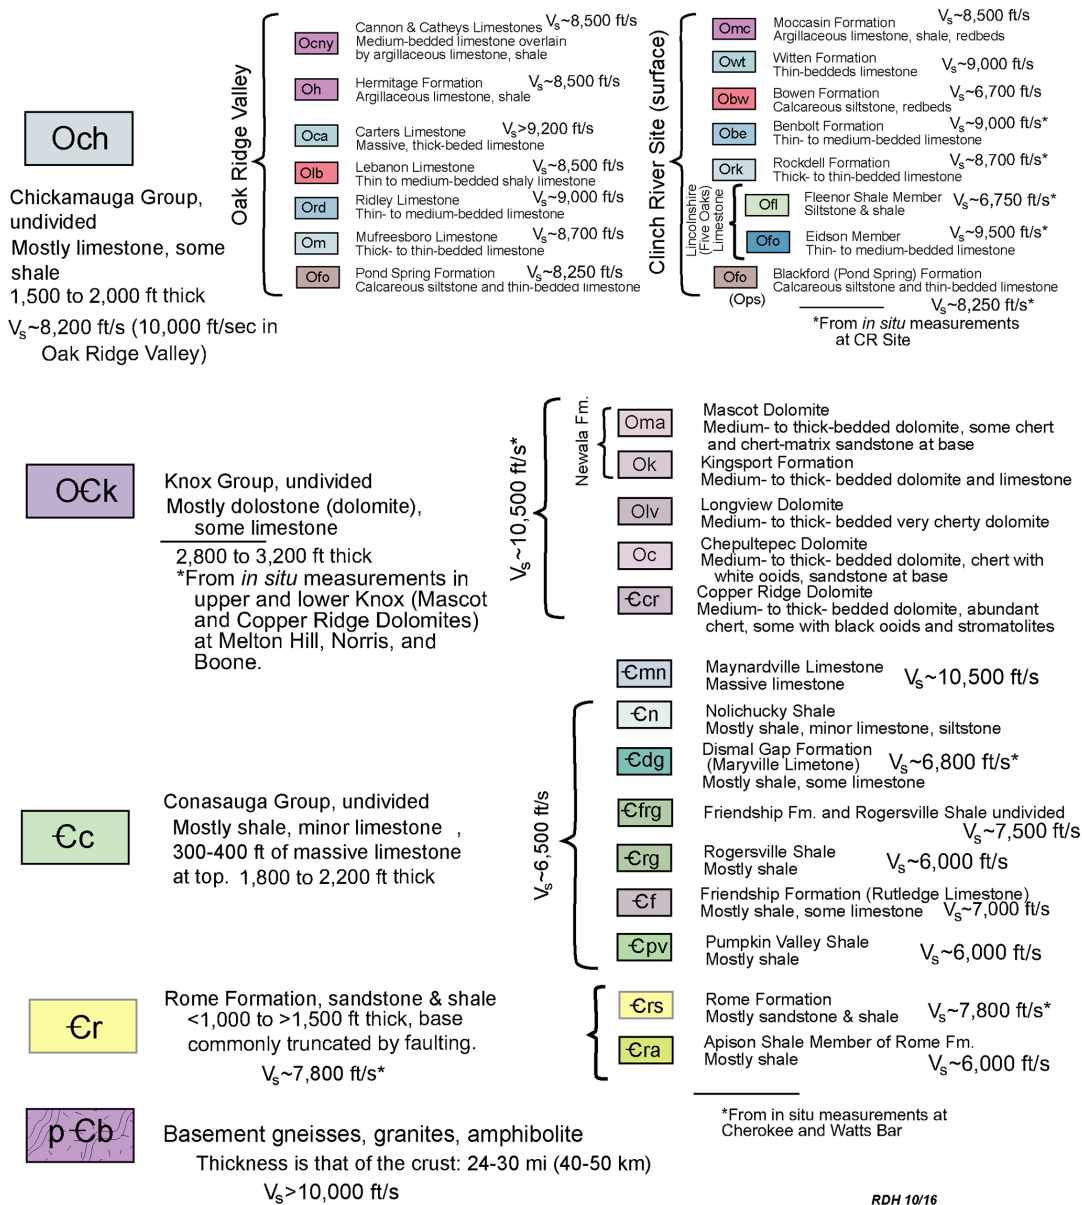 Och
Chickamauga Group,
undivided
Mostly limestone, some
shale
1,500 to 2,000 ft thick
Vs~8,200 ft/s (10,000 ft/sec in
Oak Ridge Valley)
Oak Ridge Valley
Ocny
Cannon & Catheys Limestones Vs~8,500 ft/s
Medium-bedded limestone overlain
by argillaceous limestone, shale
Oh
Hermitage Formation Vs~8,500 ft/s
Argillaceous limestone, shale
Oca
Carters Limestone Vs>9,200 ft/s
Massive, thick-beded limestone
Olb
Lebanon Limestone Vs~8,500 ft/s
Thin to medium-bedded shaly limestone
Ord
Ridley Limestone Vs~9,000 ft/s
Thin- to medium-bedded limestone
Om
Mufreesboro Limestone Vs~8,700 ft/s
Thick- to thin-bedded limestone
Ofo
Pond Spring Formation Vs~8,250 ft/s
Calcareous siltstone and thin-bedded limestone
Clinch River Site (surface)
Omc
Moccasin Formation Vs~8,500 ft/s
Argillaceous limestone, shale, redbeds
Owt
Witten Formation Vs~9,000 ft/s
Thin-beddeds limestone
Obw
Bowen Formation Vs~6,700 ft/s
Calcareous siltstone, redbeds
Obe
Benbolt Formation Vs~9,000 ft/s*
Thin- to medium-bedded limestone
Ork
Rockdell Formation Vs~8,700 ft/s*
Thick- to thin-bedded limestone
Lincolnshire
(Five Oaks)
Limestone
Ofl
Fleenor Shale Member Vs~6,750 ft/s*
Siltstone & shale
Ofo
Eidson Member Vs~9,500 ft/s*
Thin- to medium-bedded limestone
Ofo
(Ops)
Blackford (Pond Spring) Formation
Calcareous siltstone and thin-bedded limestone
Vs~8,250 ft/s*
*From in situ measurements
at CR Site
OЄk
Knox Group, undivided
Mostly dolostone (dolomite),
some limestone
2,800 to 3,200 ft thick
*From in situ measurements in
upper and lower Knox (Mascot
and Copper Ridge Dolomites)
at Melton Hill, Norris, and
Boone.
Vs~10,500 ft/s*
Newala Fm.
Oma
Mascot Dolomite
Medium- to thick-bedded dolomite, some chert
and chert-matrix sandstone at base
Ok
Kingsport Formation
Medium- to thick- bedded dolomite and limestone
Olv
Longview Dolomite
Medium- to thick- bedded very cherty dolomite
Oc
Chepultepec Dolomite
Medium- to thick- bedded dolomite, chert with
white ooids, sandstone at base
Єcr
Copper Ridge Dolomite
Medium- to thick- bedded dolomite, abundant
chert, some with black ooids and stromatolites
Єmn
Maynardville Limestone Vs~10,500 ft/s
Massive limestone
Єc
Conasauga Group, undivided
Mostly shale, minor limestone ,
300-400 ft of massive limestone
at top. 1,800 to 2,200 ft thick
Vs~6,500 ft/s
Єn
Nolichucky Shale
Mostly shale, minor limestone, siltstone
Єdg
Dismal Gap Formation
(Maryville Limetone) Vs~6,800 ft/s*
Mostly shale, some limestone
Єfrg
Friendship Fm. and Rogersville Shale undivided
Vs~7,500 ft/s
Єrg
Rogersville Shale Vs~6,000 ft/s
Mostly shale
Єf
Friendship Formation (Rutledge Limestone)
Mostly shale, some limestone Vs~7,000 ft/s
Єpv
Pumpkin Valley Shale Vs~6,000 ft/s
Mostly shale
Єr
Rome Formation, sandstone & shale
<1,000 to >1,500 ft thick, base
commonly truncated by faulting.
Vs~7,800 ft/s*
Єrs
Rome Formation Vs~7,800 ft/s*
Mostly sandstone & shale
Єra
Apison Shale Member of Rome Fm.
Mostly shale Vs~6,000 ft/s
*From in situ measurements at
Cherokee and Watts Bar
pЄb
Basement gneisses, granites, amphibolite
Thickness is that of the crust: 24-30 mi (40-50 km)
Vs>10,000 ft/s
RDH 10/16